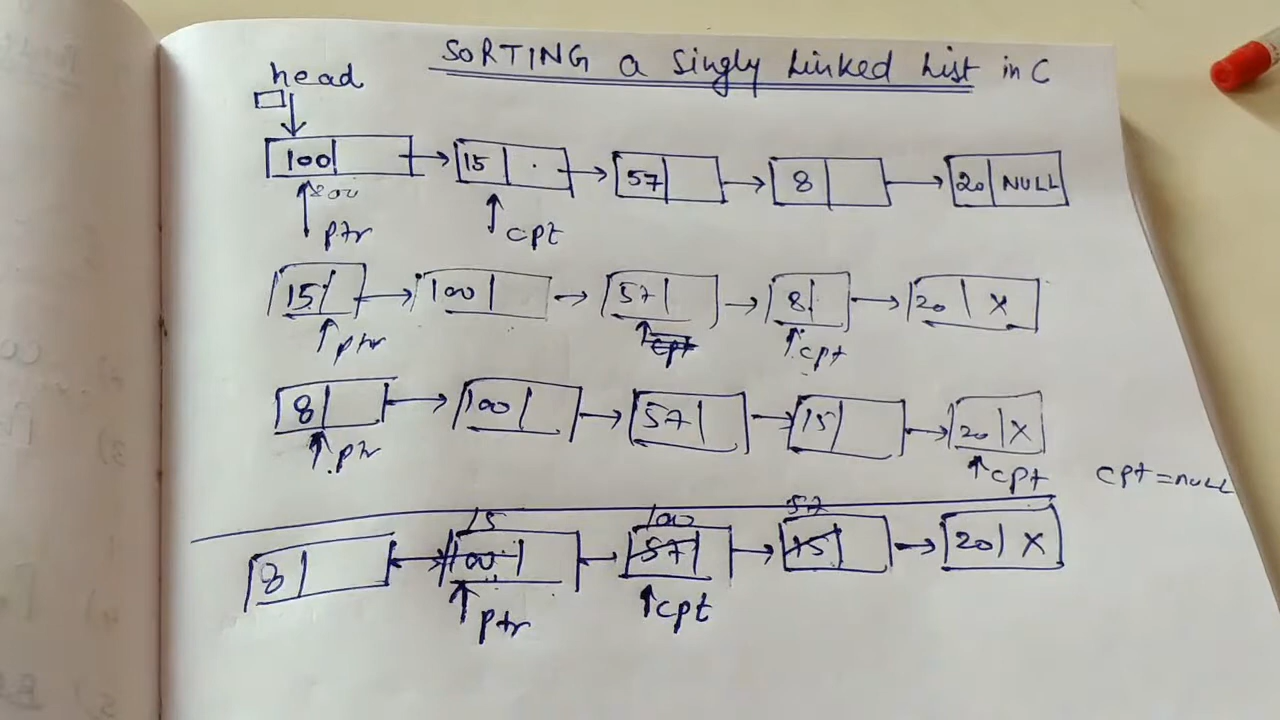 SORTING a Singly Linked List in C
head
100 15 57 8 20 NULL
800
ptr cpt
15 100 57 8 20 X
ptr cpt cpt
8 100 57 15 20 X
ptr cpt cpt=null
15 100 57
8 100 57 15 20 X
ptr cpt